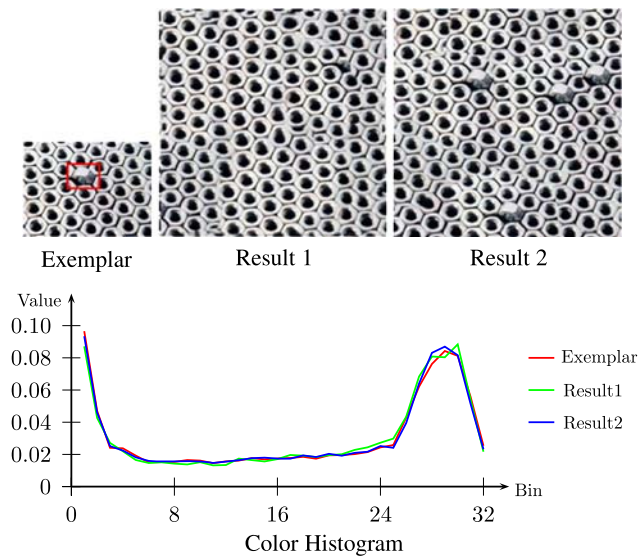 Exemplar
Result 1
Result 2
Value
0.10
0.08
0.06
0.04
0.02
0
0 8 16 24 32
Bin
Exemplar
Result1
Result2
Color Histogram